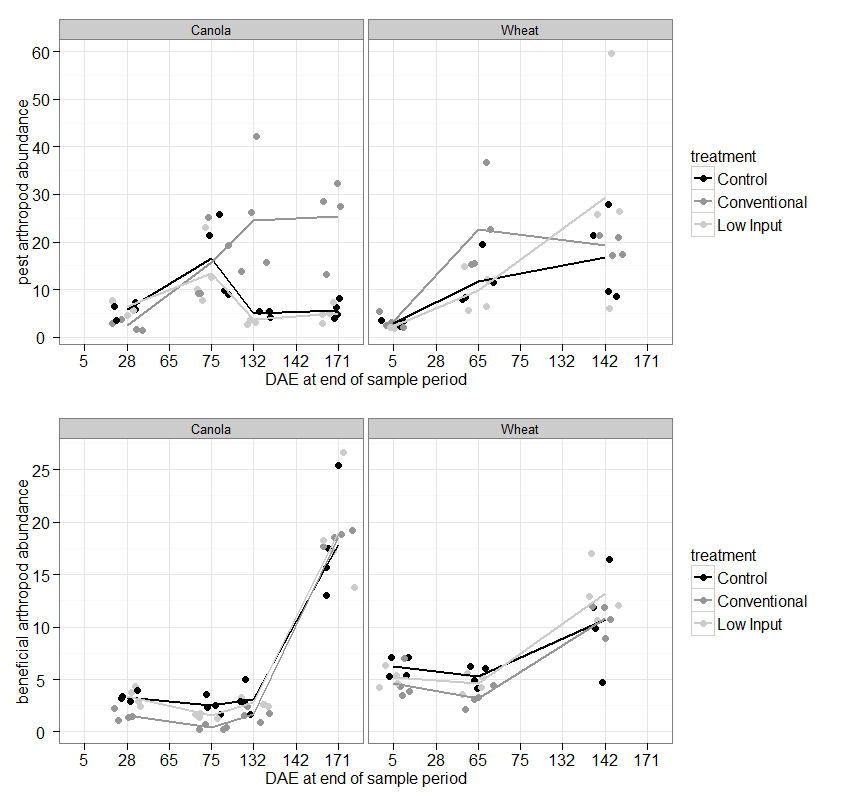 Canola Wheat
60
50
40
30
20
10
0
pest arthropod abundance
5 28 65 75 132 142 171 5 28 65 75 132 142 171
DAE at end of sample period
treatment
Control
Conventional
Low Input
Canola Wheat
25
20
15
10
5
0
beneficial arthropod abundance
5 28 65 75 132 142 171 5 28 65 75 132 142 171
DAE at end of sample period
treatment
Control
Conventional
Low Input